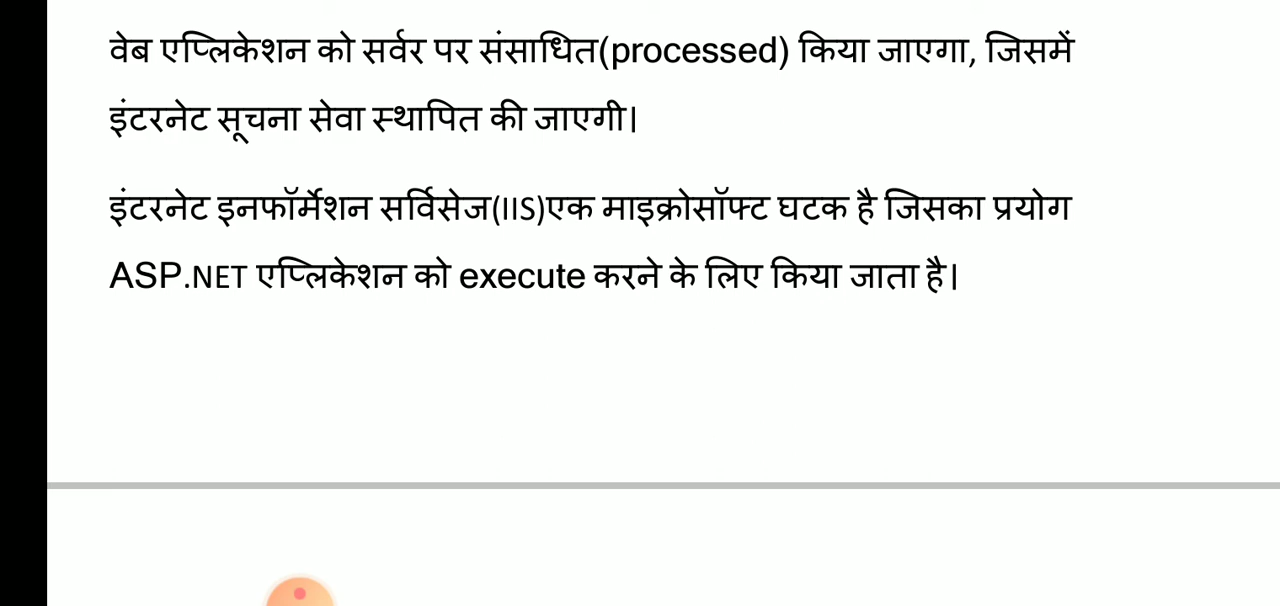 वेब एप्लिकेशन को सर्वर पर संसाधित(processed) किया जाएगा, जिसमें
इंटरनेट सूचना सेवा स्थापित की जाएगी।
इंटरनेट इनफॉर्मेशन सर्विसेज(IIS)एक माइक्रोसॉफ्ट घटक है जिसका प्रयोग
ASP.NET एप्लिकेशन को execute करने के लिए किया जाता है।